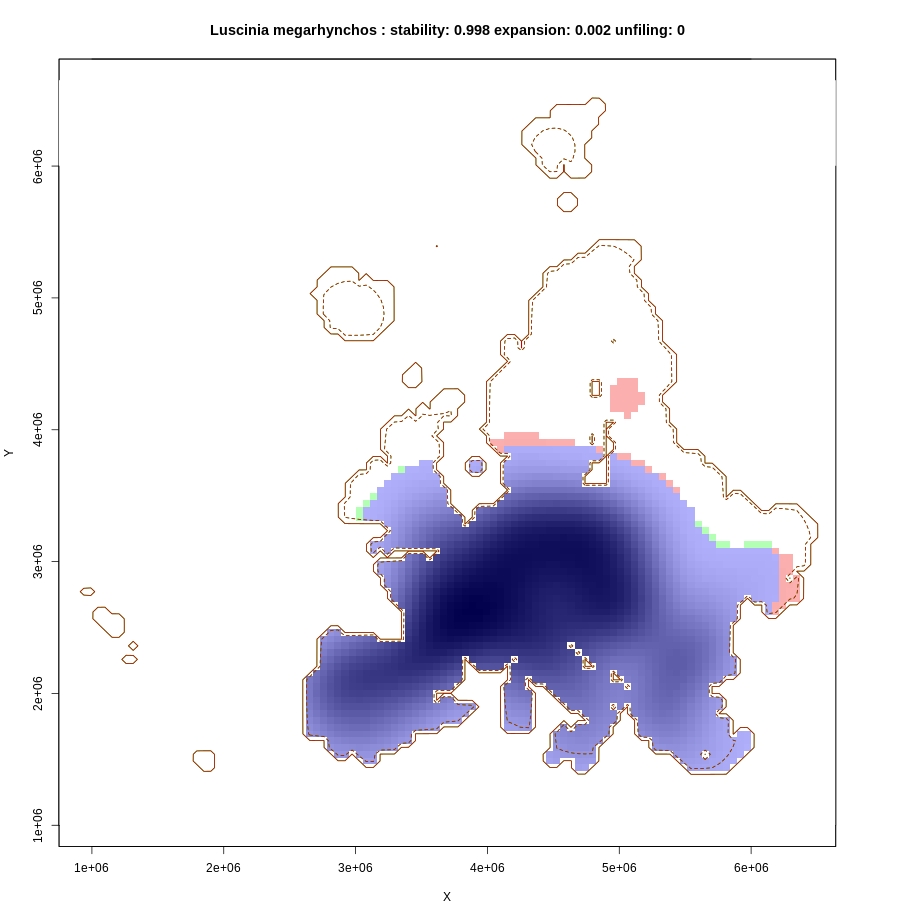 Luscinia megarhynchos : stability: 0.998 expansion: 0.002 unfiling: 0
6e+06
5e+06
4e+06
Y
3e+06
2e+06
1e+06
1e+06 2e+06 3e+06 4e+06 5e+06 6e+06
X